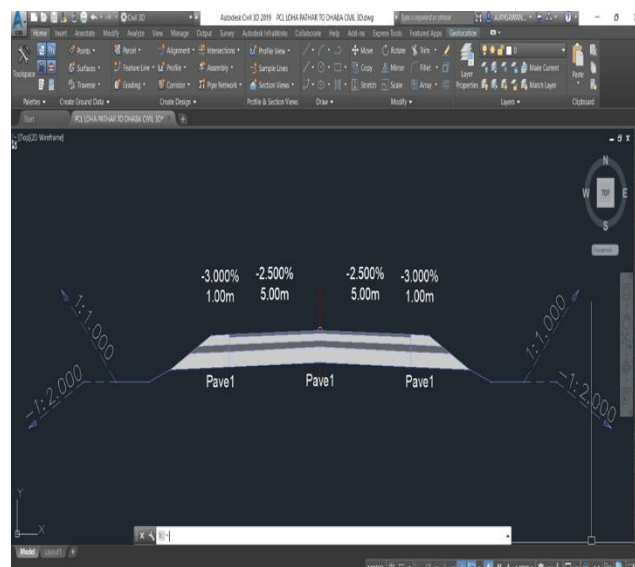 Civil 3D
Autodesk Civil 3D 2019 PCL LOHA PATHAR TO DHABA CIVIL 3D.dwg
Type a keyword or phrase
Home Insert Annotate Modify Analyze View Manage Output Survey Autodesk InfraWorks Collaborate Help Add-ins Express Tools Featured Apps Geolocation
Points Parcel Alignment Intersections Profile View Move Rotate Trim
Toolspace Surfaces Feature Line Profile Assembly Sample Lines Copy Mirror Fillet Layer Properties Make Current Paste
Traverse Grading Corridor Pipe Network Section Views Stretch Scale Array Match Layer
Palettes Create Ground Data Create Design Profile & Section Views Draw Modify Layers Clipboard
Start PCL LOHA PATHAR TO DHABA CIVIL 3D*
[-][Top][2D Wireframe]
N
W TOP E
S
-3.000% -2.500% -2.500% -3.000%
1.00m 5.00m 5.00m 1.00m
1:1.000 1:1.000
-1:2.000 -1:2.000
Pave1 Pave1 Pave1
Y
X
Model Layout1 +